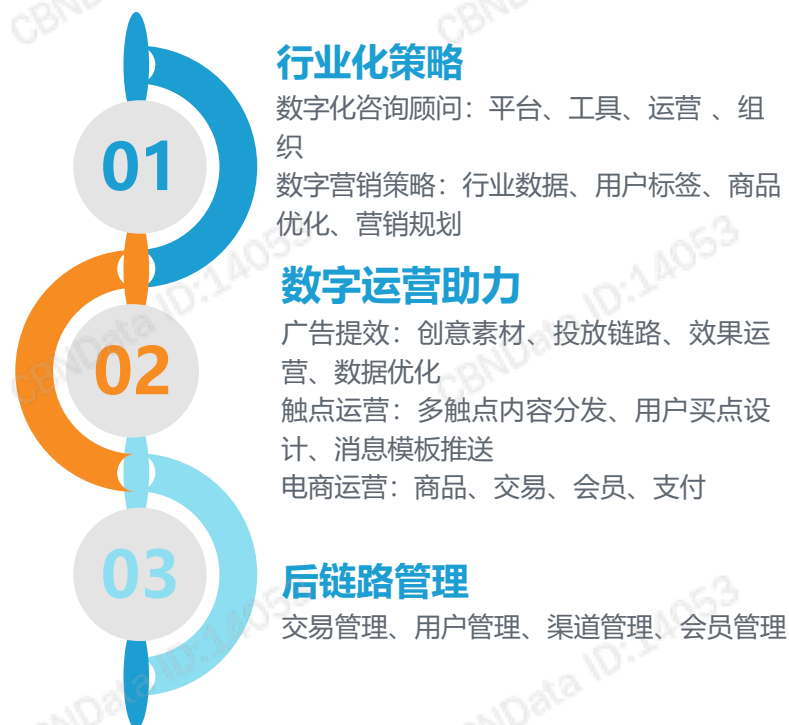 01
行业化策略
数字化咨询顾问：平台、工具、运营 、组
织
数字营销策略：行业数据、用户标签、商品
优化、营销规划
02
数字运营助力
广告提效：创意素材、投放链路、效果运
营、数据优化
触点运营：多触点内容分发、用户买点设
计、消息模板推送
电商运营：商品、交易、会员、支付
03
后链路管理
交易管理、用户管理、渠道管理、会员管理
CBNData ID:14053